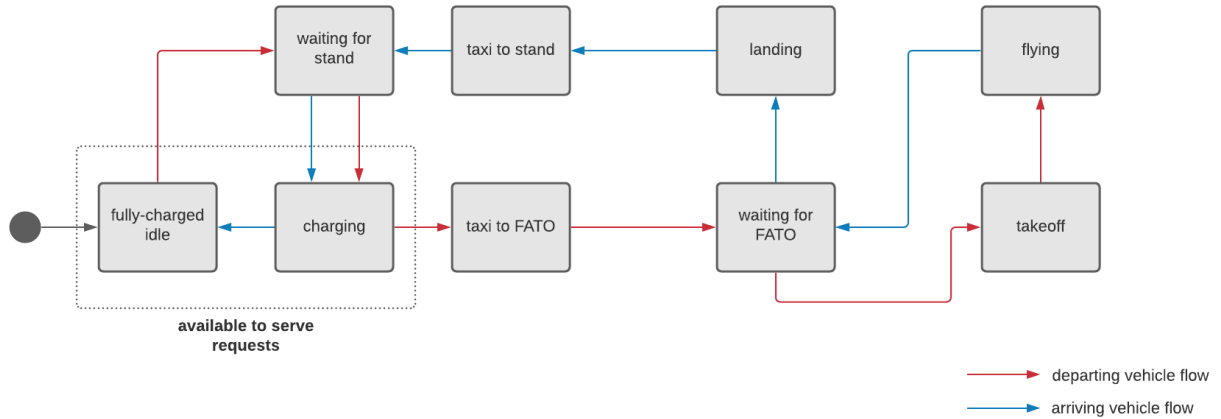 waiting for
stand
taxi to stand
landing
flying
fully-charged
idle
charging
taxi to FATO
waiting for
FATO
takeoff
available to serve
requests
departing vehicle flow
arriving vehicle flow